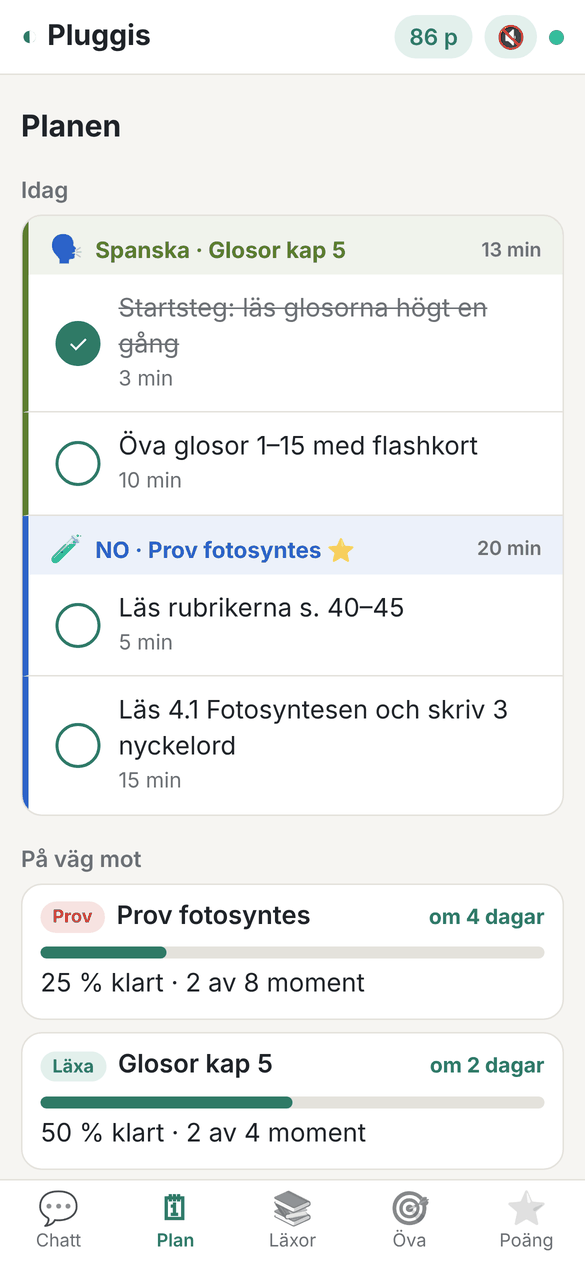 Pluggis
86 p
Planen
Idag
Spanska · Glosor kap 5
13 min
Startsteg: läs glosorna högt en
gång
3 min
Öva glosor 1–15 med flashkort
10 min
NO · Prov fotosyntes
20 min
Läs rubrikerna s. 40–45
5 min
Läs 4.1 Fotosyntesen och skriv 3
nyckelord
15 min
På väg mot
Prov
Prov fotosyntes
om 4 dagar
25 % klart · 2 av 8 moment
Läxa
Glosor kap 5
om 2 dagar
50 % klart · 2 av 4 moment
Chatt
Plan
Läxor
Öva
Poäng